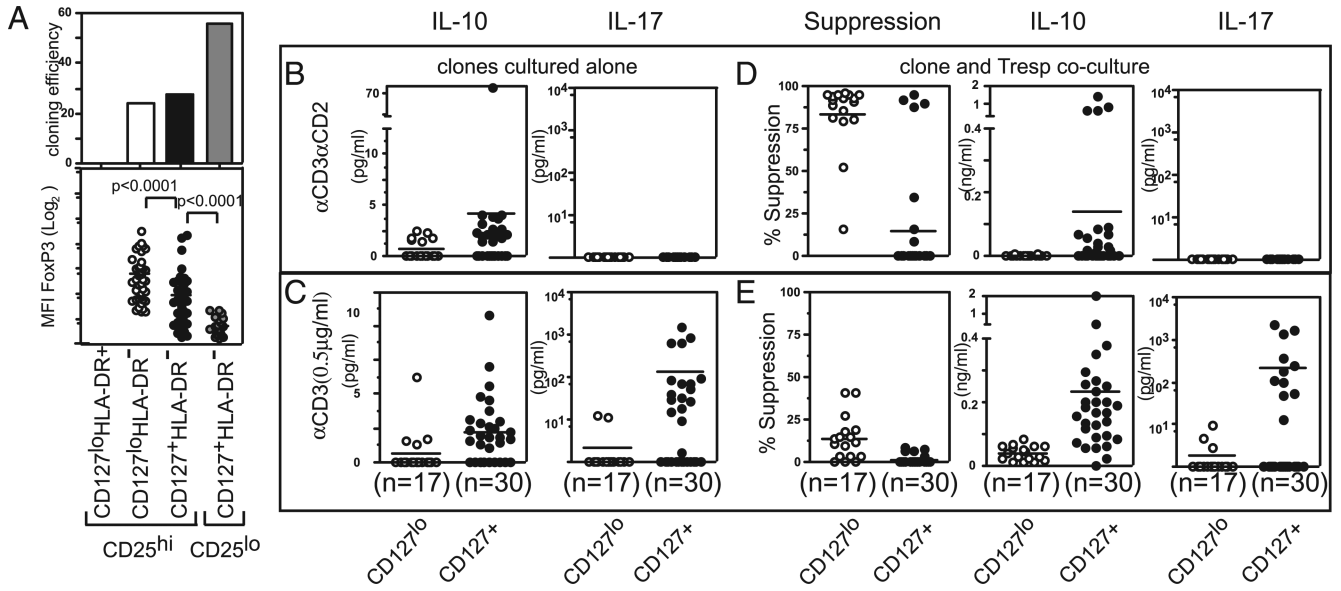 A
cloning efficiency
60
40
20
0
MFI FoxP3 (Log2 )
p<0.0001
p<0.0001
CD127loHLA-DR+
CD127loHLA-DR-
CD127+HLA-DR-
CD127+HLA-DR-
CD25hi
CD25lo
IL-10
IL-17
Suppression
IL-10
IL-17
B
clones cultured alone
αCD3αCD2
70
10
5
0
(pg/ml)
10^4
10^3
10^2
10^1
(pg/ml)
D
clone and Tresp co-culture
% Suppression
100
75
50
25
0
2
1
0.4
0.2
0
(ng/ml)
10^4
10^3
10^2
10^1
(pg/ml)
C
αCD3(0.5μg/ml)
10
5
0
(pg/ml)
10^4
10^3
10^2
10^1
(pg/ml)
E
% Suppression
100
75
50
25
0
2
1
0.4
0.2
0
(ng/ml)
10^4
10^3
10^2
10^1
(pg/ml)
(n=17) (n=30)
(n=17) (n=30)
(n=17) (n=30)
(n=17) (n=30)
(n=17) (n=30)
CD127lo
CD127+
CD127lo
CD127+
CD127lo
CD127+
CD127lo
CD127+
CD127lo
CD127+